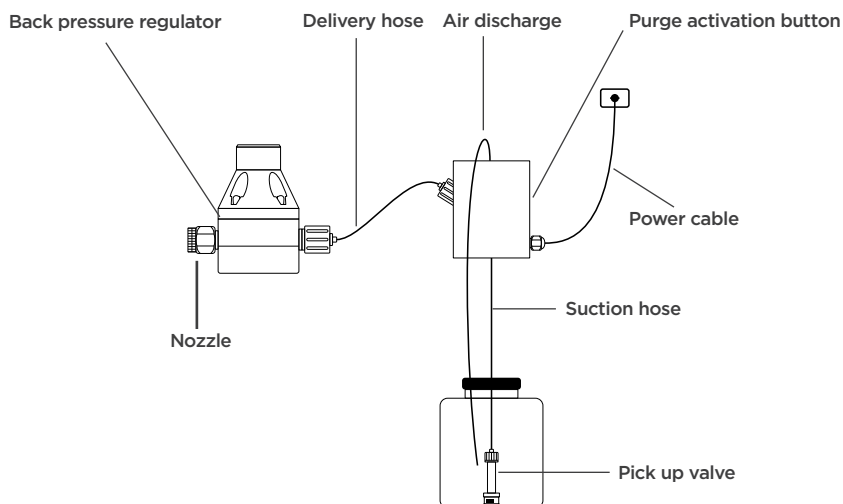 Back pressure regulator
Delivery hose
Air discharge
Purge activation button
Power cable
Suction hose
Nozzle
Pick up valve